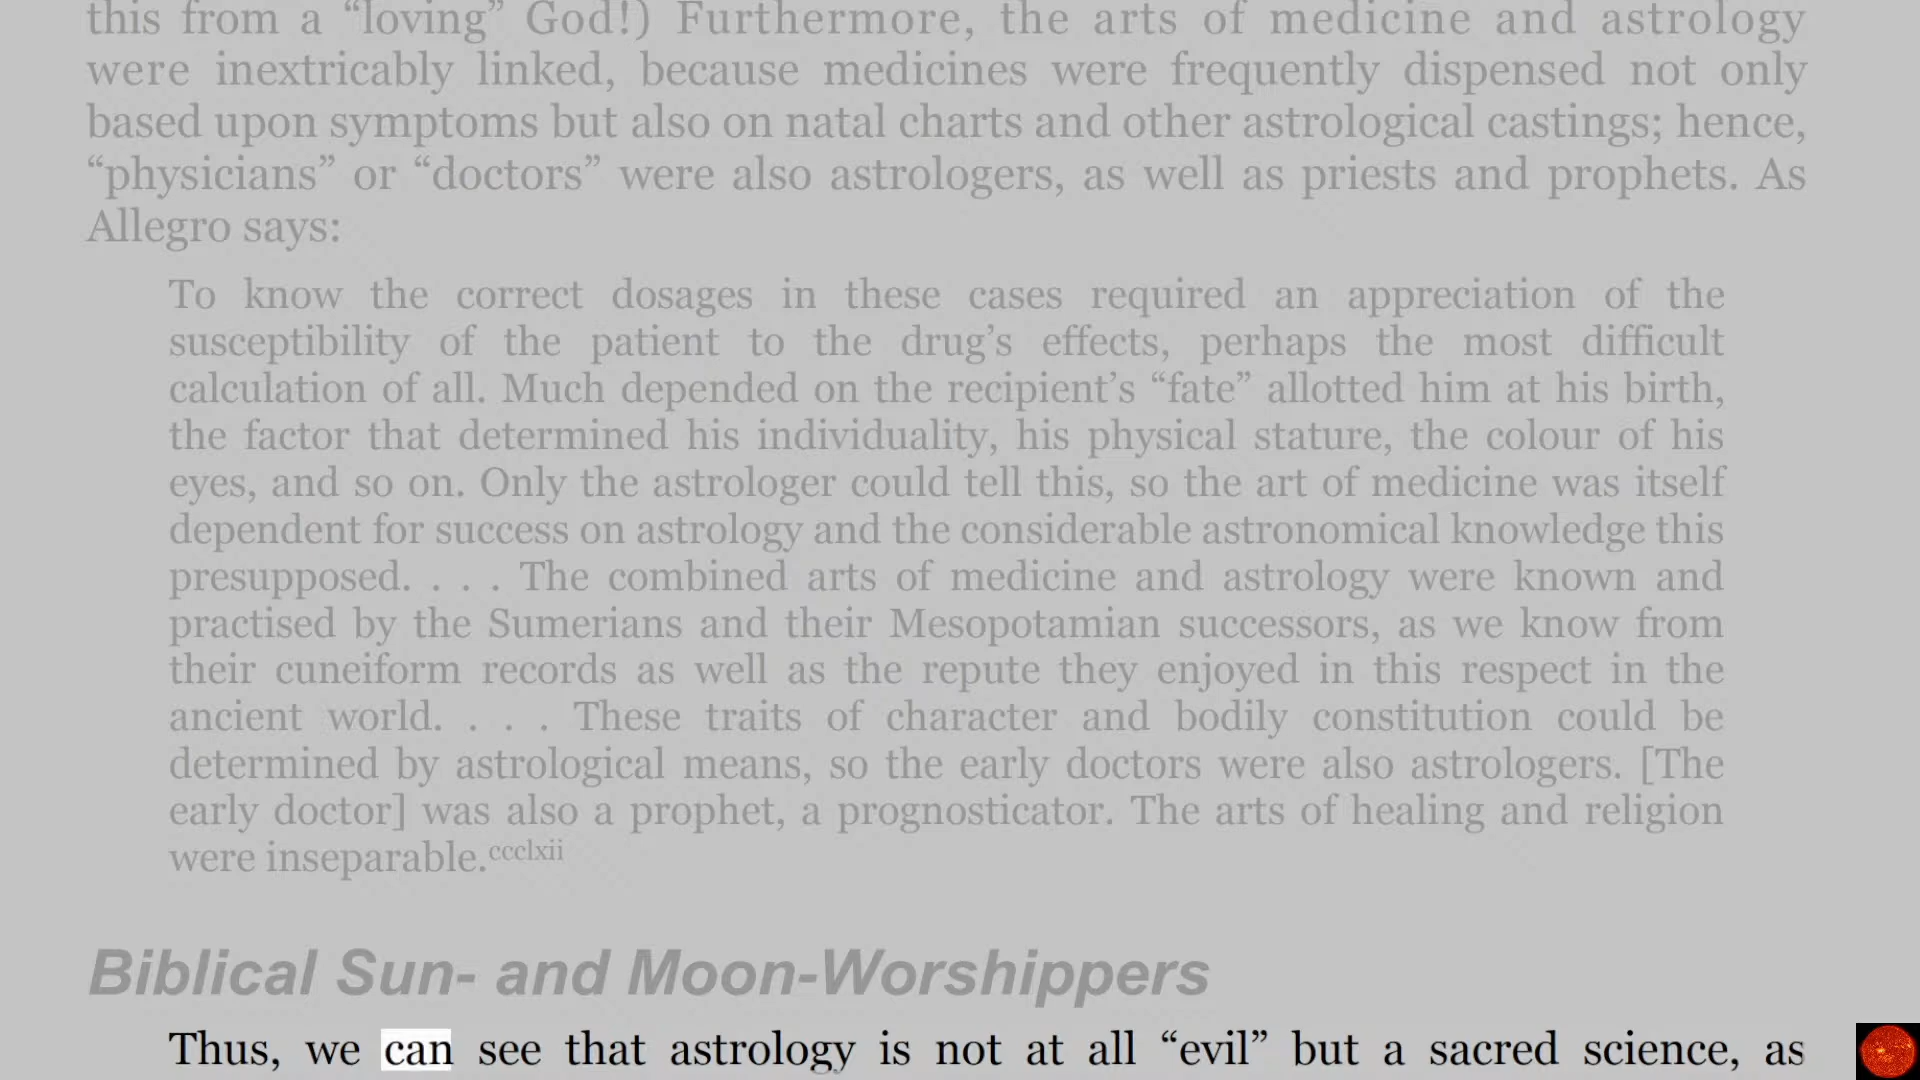 this from a “loving” God!) Furthermore, the arts of medicine and astrology
were inextricably linked, because medicines were frequently dispensed not only
based upon symptoms but also on natal charts and other astrological castings; hence,
“physicians” or “doctors” were also astrologers, as well as priests and prophets. As
Allegro says:
To know the correct dosages in these cases required an appreciation of the
susceptibility of the patient to the drug’s effects, perhaps the most difficult
calculation of all. Much depended on the recipient’s “fate” allotted him at his birth,
the factor that determined his individuality, his physical stature, the colour of his
eyes, and so on. Only the astrologer could tell this, so the art of medicine was itself
dependent for success on astrology and the considerable astronomical knowledge this
presupposed. . . . The combined arts of medicine and astrology were known and
practised by the Sumerians and their Mesopotamian successors, as we know from
their cuneiform records as well as the repute they enjoyed in this respect in the
ancient world. . . . These traits of character and bodily constitution could be
determined by astrological means, so the early doctors were also astrologers. [The
early doctor] was also a prophet, a prognosticator. The arts of healing and religion
were inseparable.ccclxii
Biblical Sun- and Moon-Worshippers
Thus, we can see that astrology is not at all “evil” but a sacred science, as